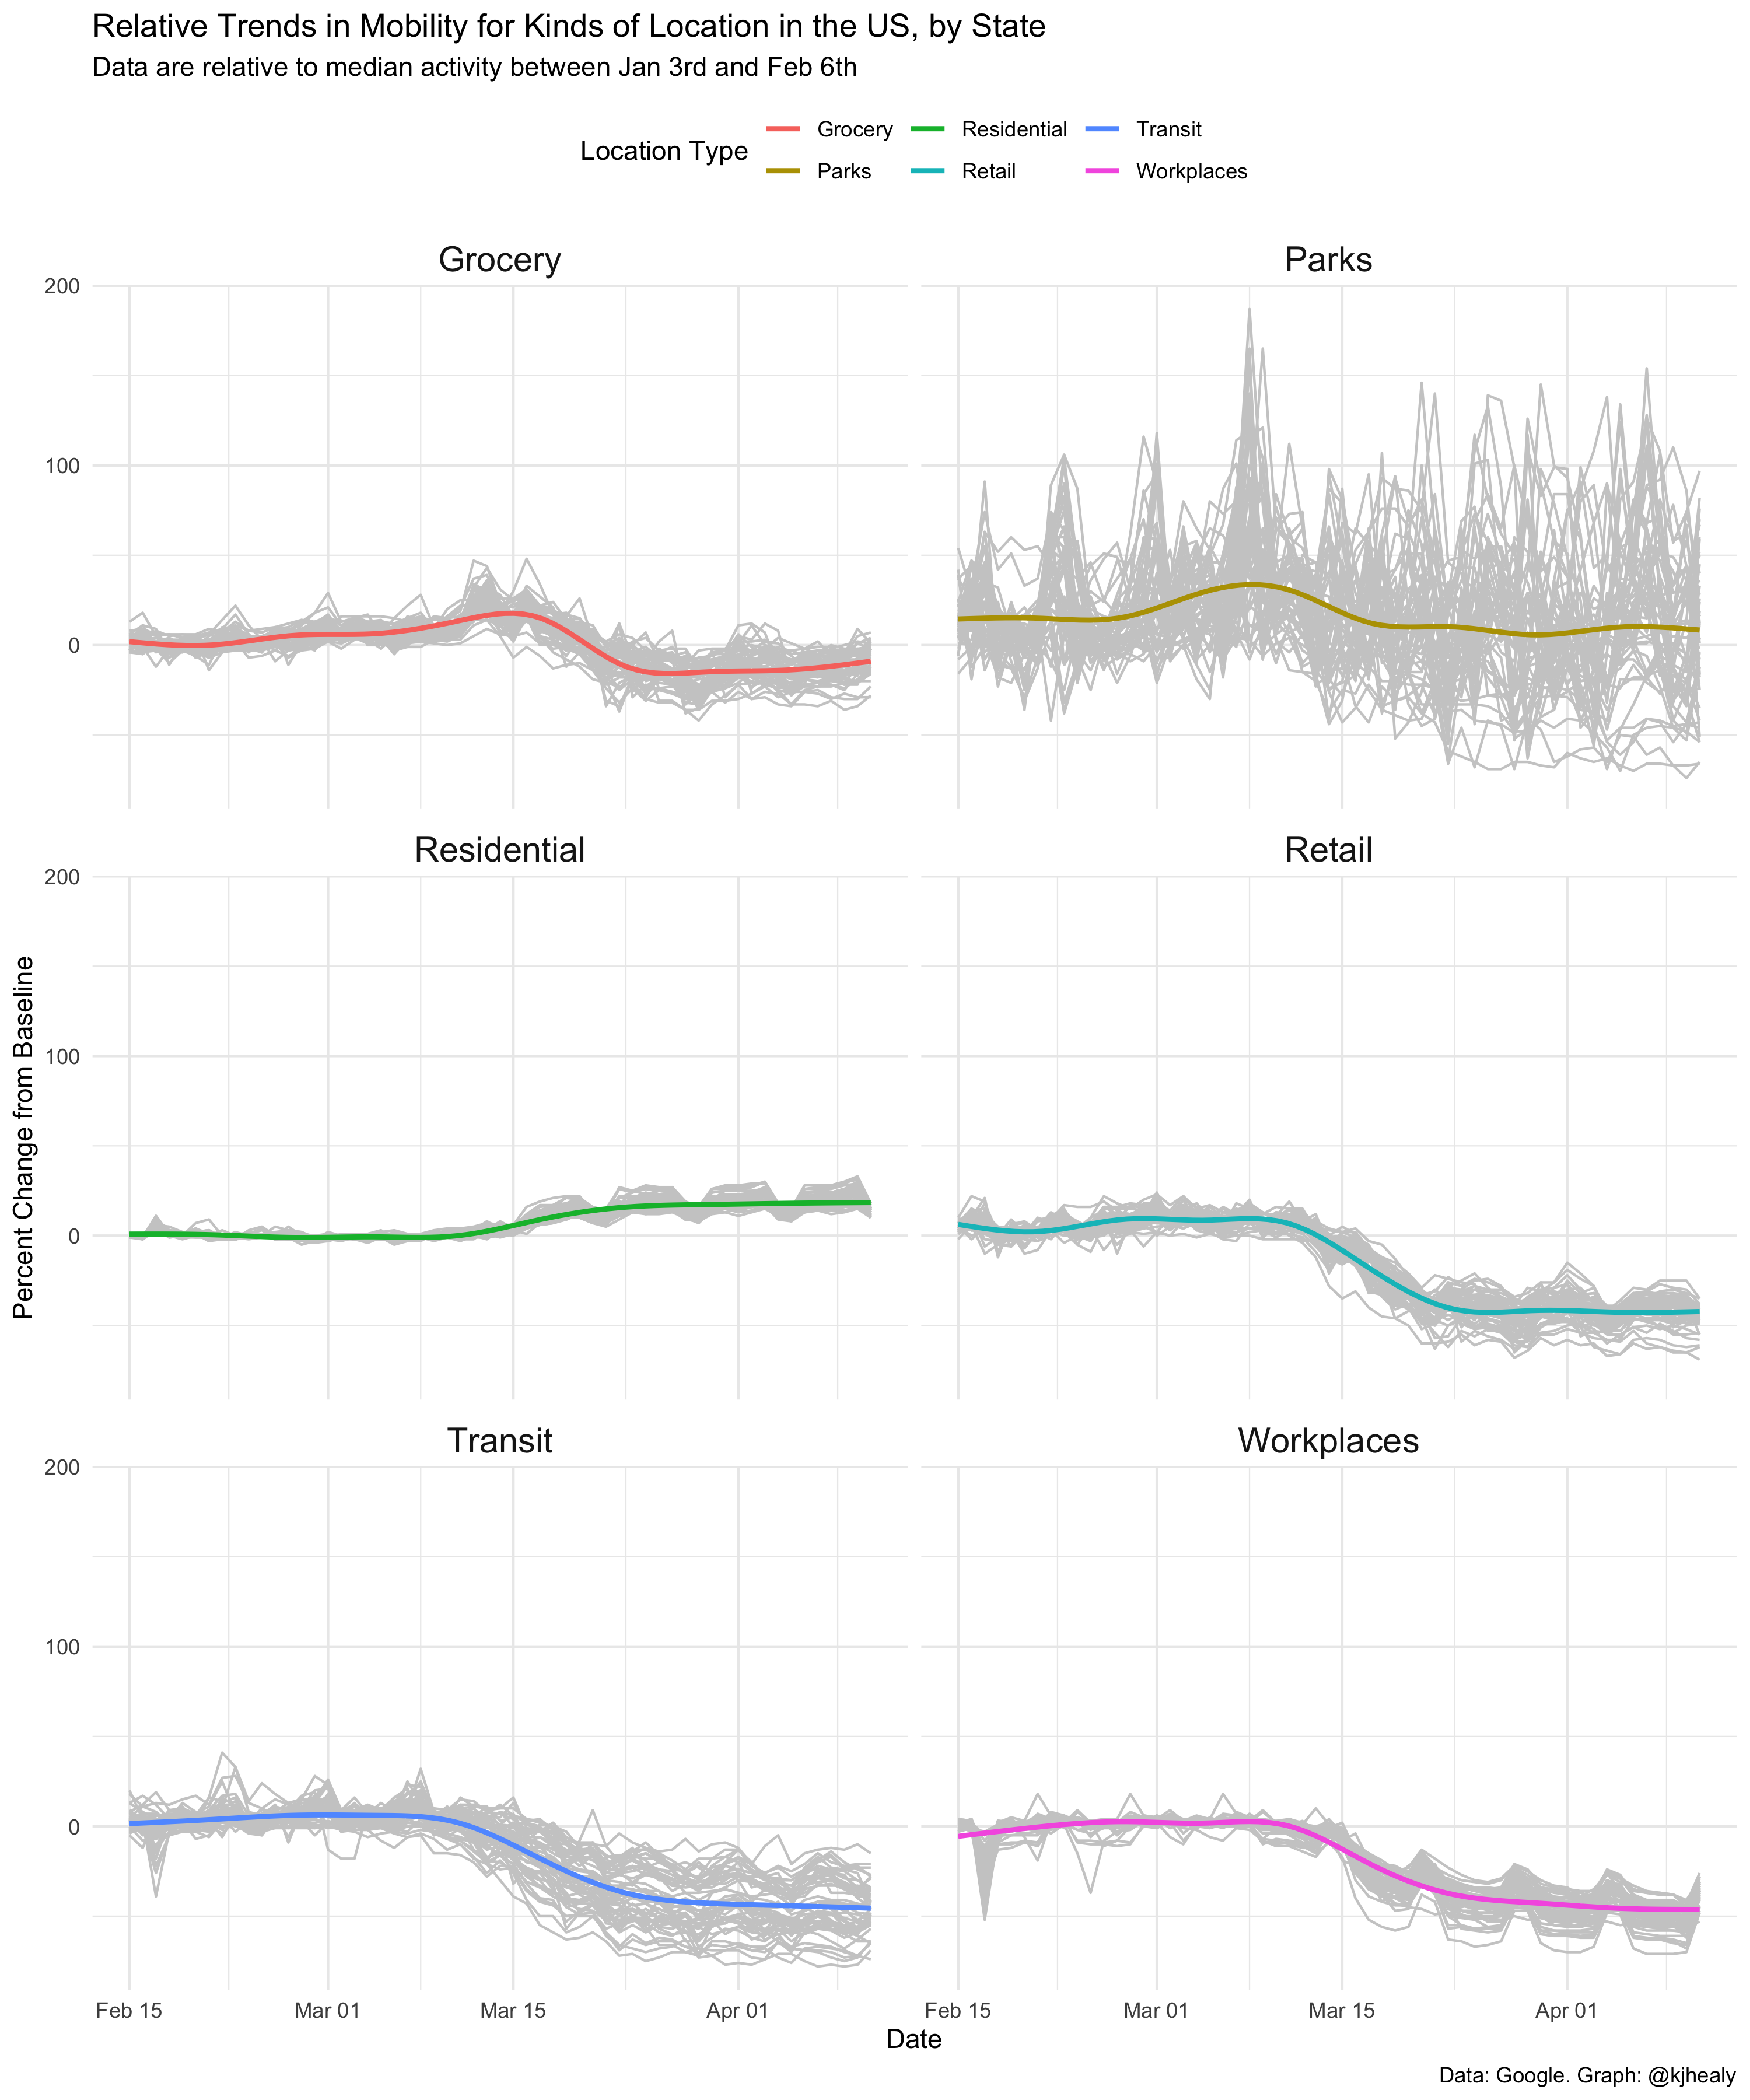 Relative Trends in Mobility for Kinds of Location in the US, by State
Data are relative to median activity between Jan 3rd and Feb 6th
Location Type
Grocery
Residential
Transit
Parks
Retail
Workplaces
Grocery
Parks
200
100
0
Residential
Retail
200
100
0
Percent Change from Baseline
Transit
Workplaces
200
100
0
Feb 15
Mar 01
Mar 15
Apr 01
Feb 15
Mar 01
Mar 15
Apr 01
Date
Data: Google. Graph: @kjhealy